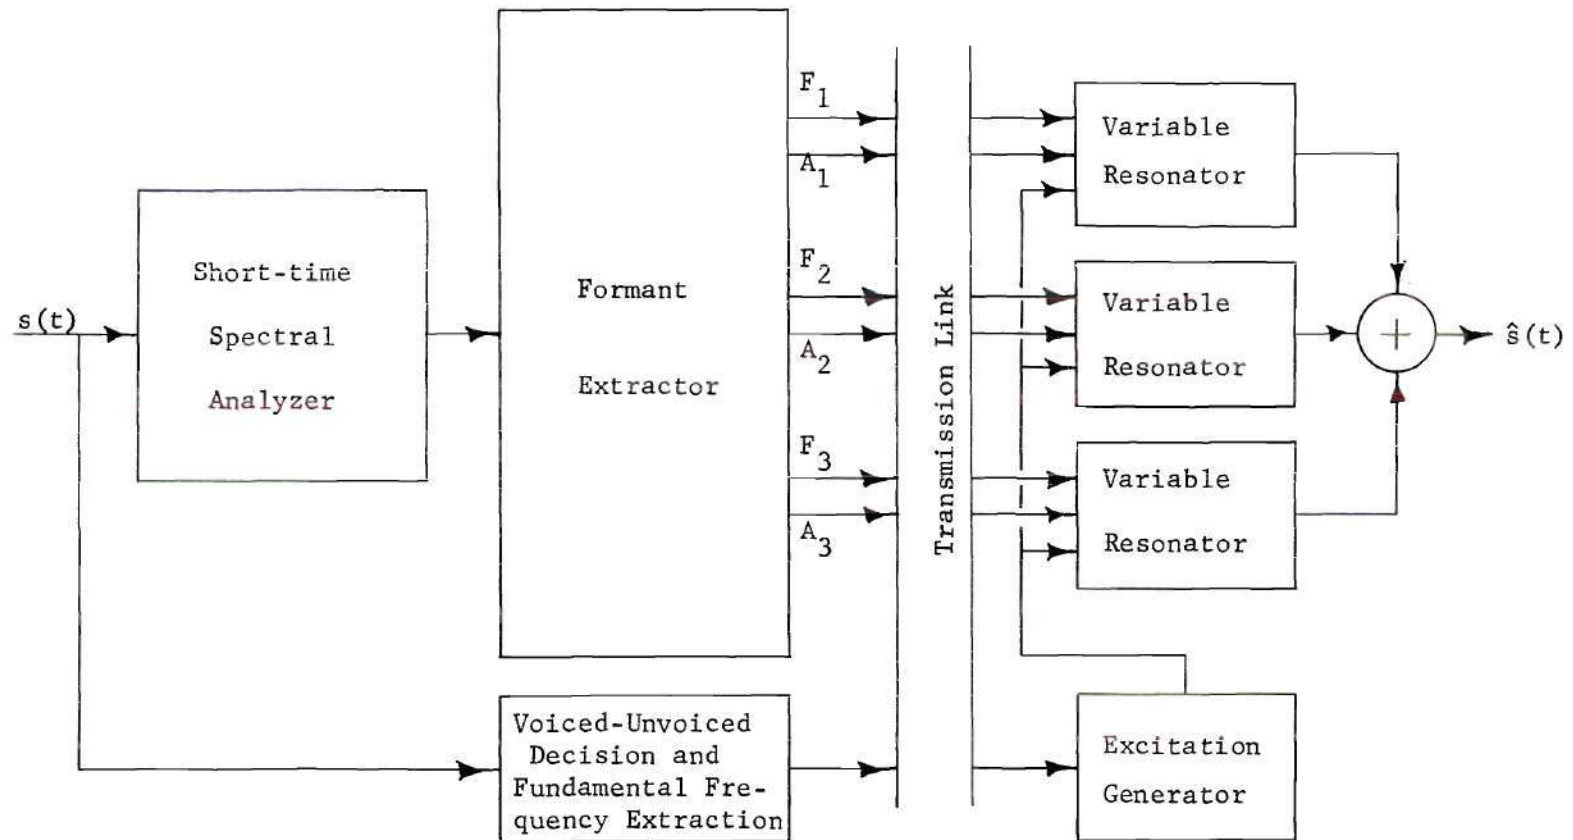 s(t)
Short-time
Spectral
Analyzer
Formant
Extractor
F1
A1
F2
A2
F3
A3
Voiced-Unvoiced
Decision and
Fundamental Fre-
quency Extraction
Transmission Link
Variable
Resonator
Variable
Resonator
Variable
Resonator
Excitation
Generator
+
ŝ(t)